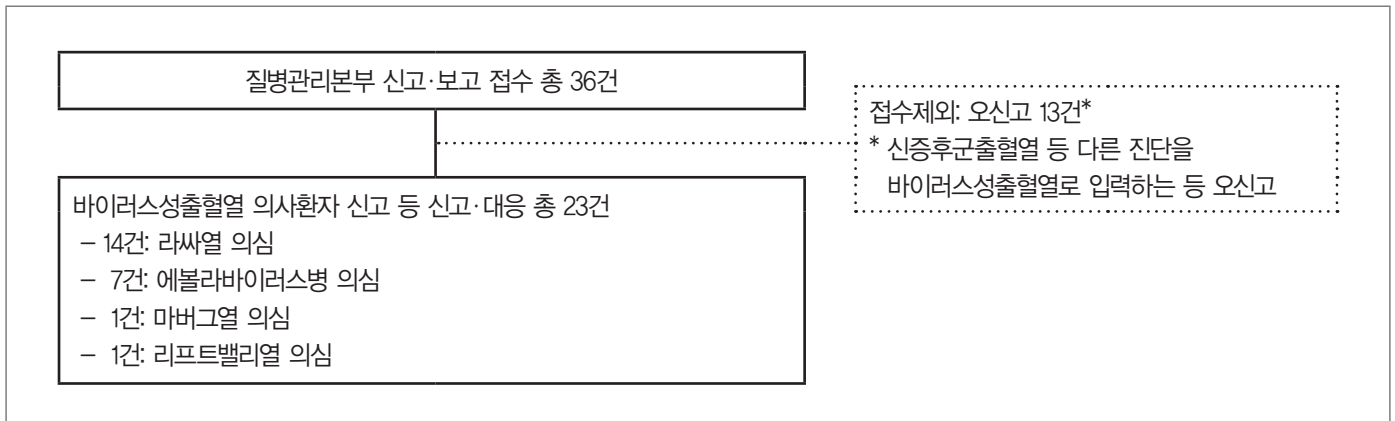 질병관리본부 신고·보고 접수 총 36건
접수제외: 오신고 13건*
* 신증후군출혈열 등 다른 진단을
바이러스성출혈열로 입력하는 등 오신고
바이러스성출혈열 의사환자 신고 등 신고·대응 총 23건
– 14건: 라싸열 의심
– 7건: 에볼라바이러스병 의심
– 1건: 마버그열 의심
– 1건: 리프트밸리열 의심